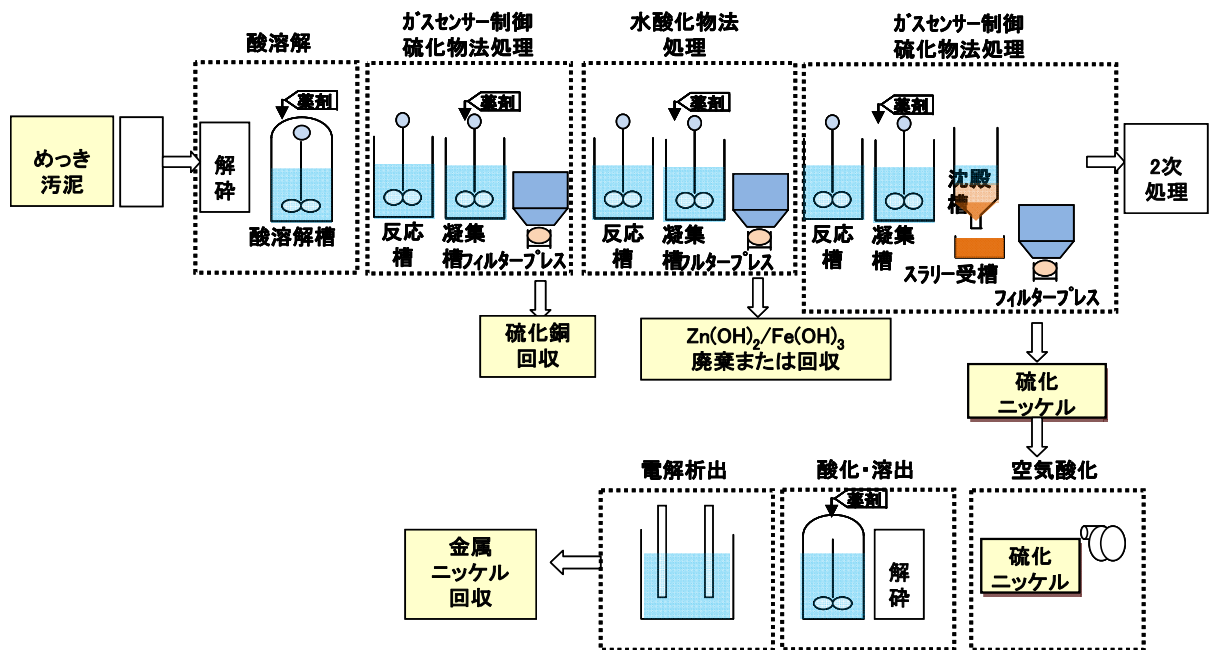 酸溶解
ガスセンサー制御
硫化物法処理
水酸化物法
処理
ガスセンサー制御
硫化物法処理
めっき
汚泥
解
砕
薬剤
酸溶解槽
薬剤
反応
槽
凝集
槽
フィルタープレス
薬剤
反応
槽
凝集
槽
フルタープレス
薬剤
反応
槽
凝集
槽
沈殿
槽
スラリー受槽
フィルタープレス
2次
処理
硫化銅
回収
Zn(OH)₂/Fe(OH)₃
廃棄または回収
硫化
ニッケル
空気酸化
硫化
ニッケル
酸化・溶出
薬剤
解
砕
電解析出
金属
ニッケル
回収